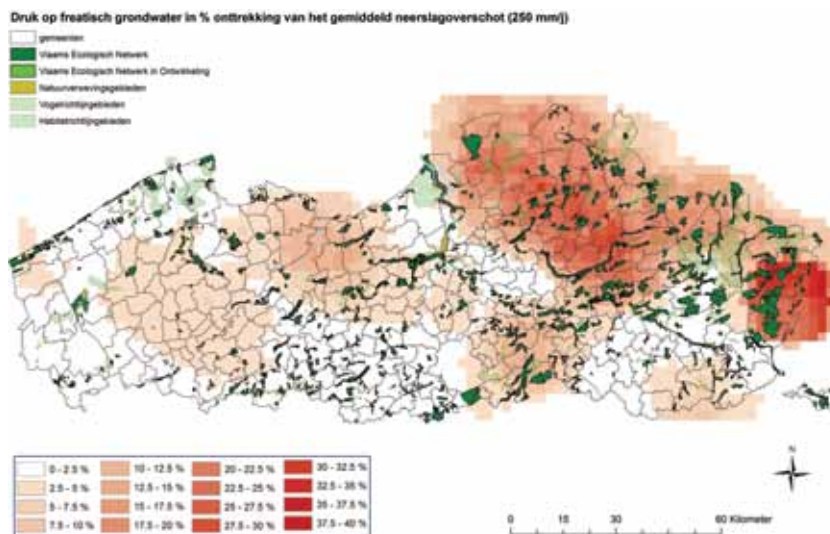 Druk op freatisch grondwater in % onttrekking van het gemiddeld neerslagoverschot (250 mm/j)
gemeenten
Vlaams Ecologisch Netwerk
Vlaams Ecologisch Netwerk in Ontwikkeling
Natuurverwevingsgebieden
Vogelrichtlijngebieden
Habitatrichtlijngebieden
0 - 2.5 %
2.5 - 5 %
5 - 7.5 %
7.5 - 10 %
10 - 12.5 %
12.5 - 15 %
15 - 17.5 %
17.5 - 20 %
20 - 22.5 %
22.5 - 25 %
25 - 27.5 %
27.5 - 30 %
30 - 32.5 %
32.5 - 35 %
35 - 37.5 %
37.5 - 40 %
N
0 15 30 60 Kilometer